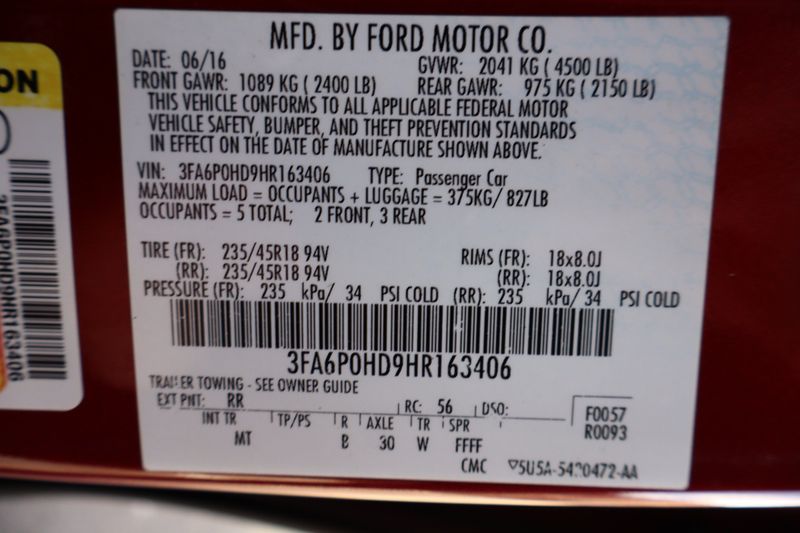 MFD. BY FORD MOTOR CO.
DATE: 06/16 GVWR: 2041 KG ( 4500 LB)
FRONT GAWR: 1089 KG ( 2400 LB) REAR GAWR: 975 KG ( 2150 LB)
THIS VEHICLE CONFORMS TO ALL APPLICABLE FEDERAL MOTOR
VEHICLE SAFETY, BUMPER, AND THEFT PREVENTION STANDARDS
IN EFFECT ON THE DATE OF MANUFACTURE SHOWN ABOVE.
VIN: 3FA6P0HD9HR163406 TYPE: Passenger Car
MAXIMUM LOAD = OCCUPANTS + LUGGAGE = 375KG/ 827LB
OCCUPANTS = 5 TOTAL; 2 FRONT, 3 REAR
TIRE (FR): 235/45R18 94V RIMS (FR): 18x8.0J
(RR): 235/45R18 94V (RR): 18x8.0J
PRESSURE (FR): 235 kPa/ 34 PSI COLD (RR): 235 kPa/ 34 PSI COLD
3FA6P0HD9HR163406
TRAILER TOWING - SEE OWNER GUIDE
EXT PNT: RR RC: 56 DSO: F0057
INT TR TP/PS R AXLE TR SPR R0093
MT B 30 W FFFF
CMC 5U5A-5420472-AA
ON
3FA6P0HD9HR163406